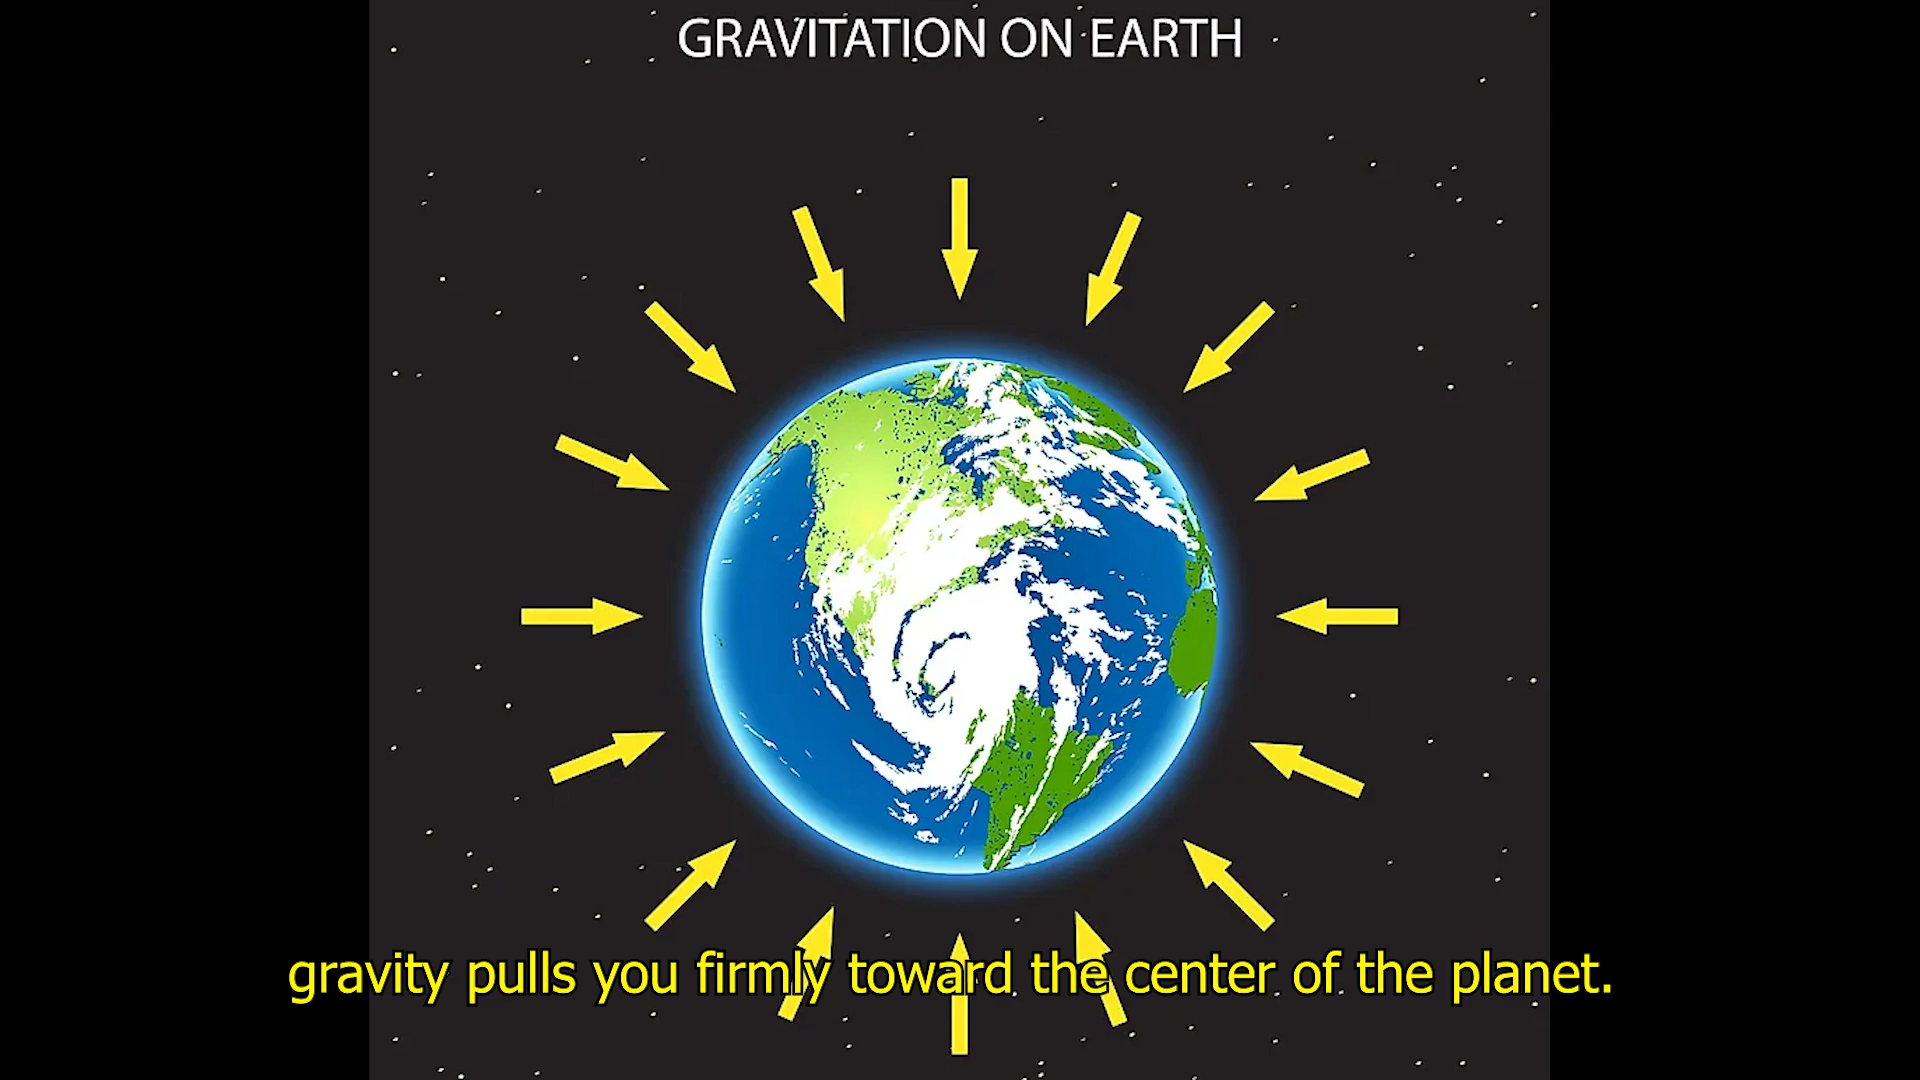 GRAVITATION ON EARTH
gravity pulls you firmly toward the center of the planet.